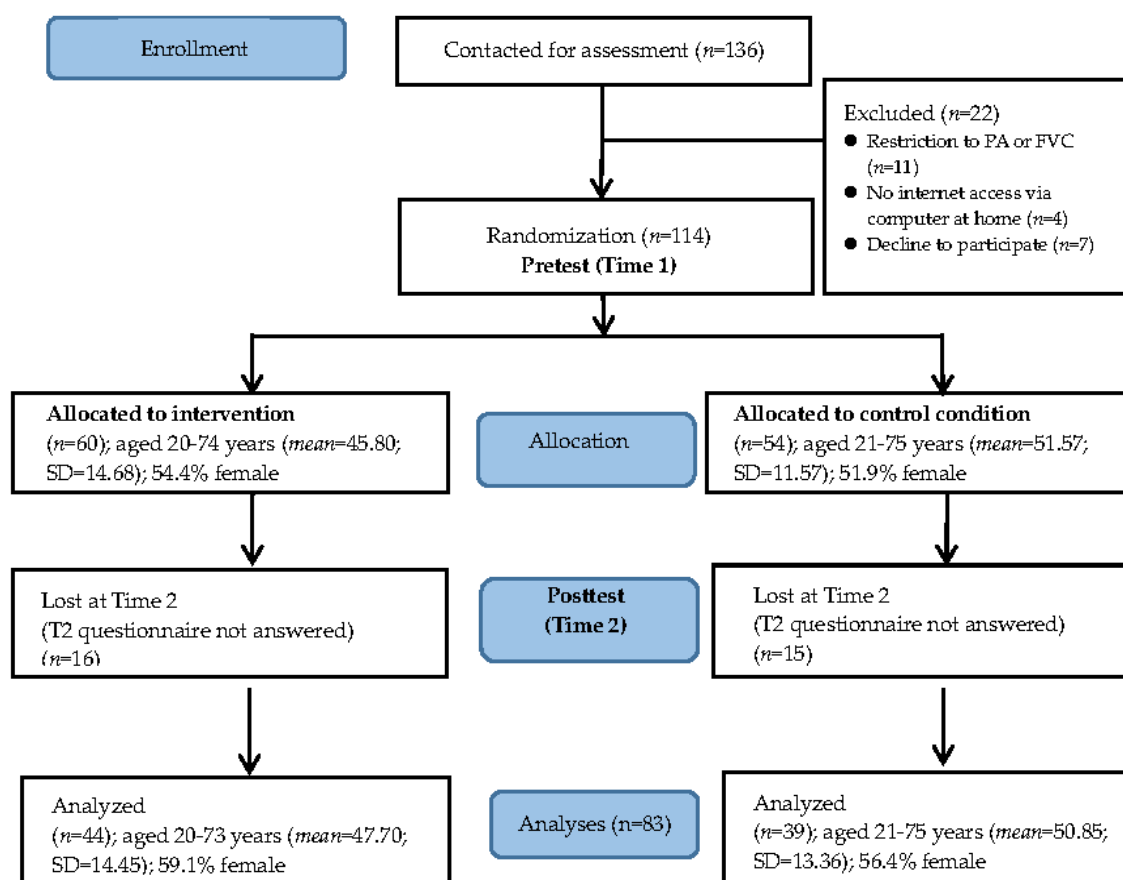 Enrollment
Contacted for assessment (n=136)
Excluded (n=22)
● Restriction to PA or FVC
(n=11)
● No internet access via
computer at home (n=4)
● Decline to participate (n=7)
Randomization (n=114)
Pretest (Time 1)
Allocated to intervention
(n=60); aged 20-74 years (mean=45.80;
SD=14.68); 54.4% female
Allocation
Allocated to control condition
(n=54); aged 21-75 years (mean=51.57;
SD=11.57); 51.9% female
Lost at Time 2
(T2 questionnaire not answered)
(n=16)
Posttest
(Time 2)
Lost at Time 2
(T2 questionnaire not answered)
(n=15)
Analyzed
(n=44); aged 20-73 years (mean=47.70;
SD=14.45); 59.1% female
Analyses (n=83)
Analyzed
(n=39); aged 21-75 years (mean=50.85;
SD=13.36); 56.4% female